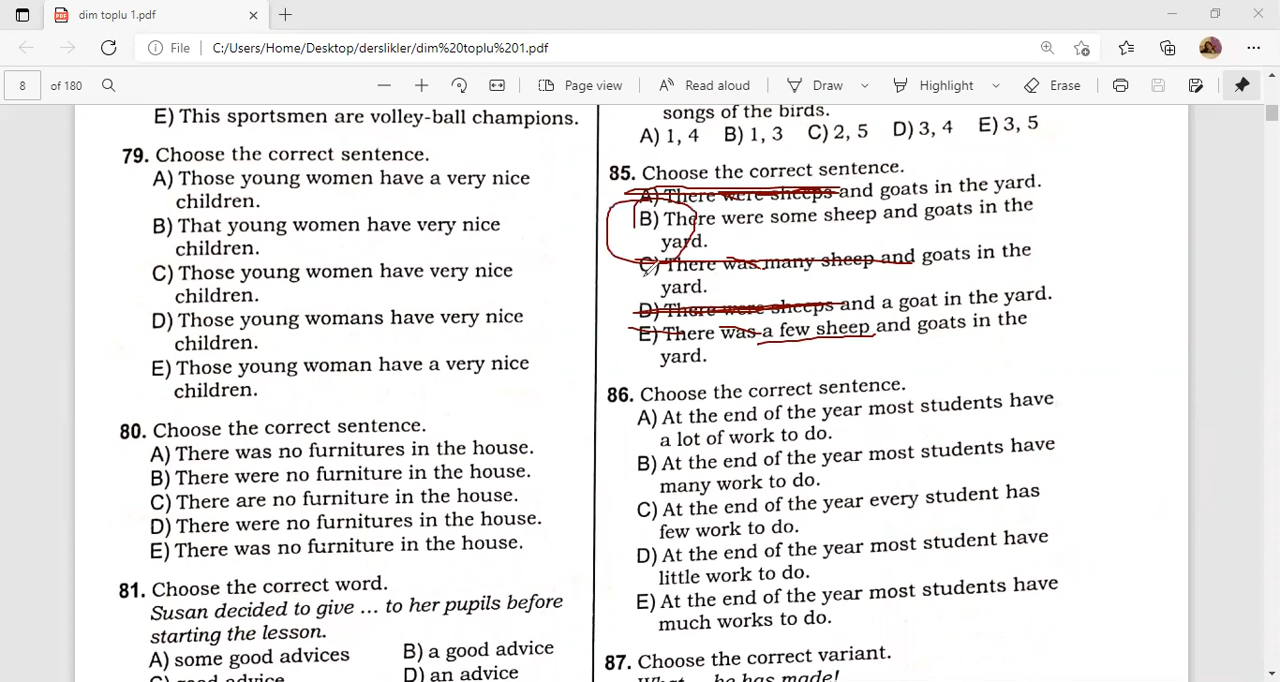 dim toplu 1.pdf
File
C:/Users/Home/Desktop/derslikler/dim%20toplu%201.pdf
8 of 180
Page view
Read aloud
Draw
Highlight
Erase
E) This sportsmen are volley-ball champions.
79. Choose the correct sentence.
A) Those young women have a very nice
children.
B) That young women have very nice
children.
C) Those young women have very nice
children.
D) Those young womans have very nice
children.
E) Those young woman have a very nice
children.
80. Choose the correct sentence.
A) There was no furnitures in the house.
B) There were no furniture in the house.
C) There are no furniture in the house.
D) There were no furnitures in the house.
E) There was no furniture in the house.
81. Choose the correct word.
Susan decided to give ... to her pupils before
starting the lesson.
A) some good advices B) a good advice
C) good advice D) an advice
songs of the birds.
A) 1, 4 B) 1, 3 C) 2, 5 D) 3, 4 E) 3, 5
85. Choose the correct sentence.
A) There were sheeps and goats in the yard.
B) There were some sheep and goats in the
yard.
C) There was many sheep and goats in the
yard.
D) There were sheeps and a goat in the yard.
E) There was a few sheep and goats in the
yard.
86. Choose the correct sentence.
A) At the end of the year most students have
a lot of work to do.
B) At the end of the year most students have
many work to do.
C) At the end of the year every student has
few work to do.
D) At the end of the year most student have
little work to do.
E) At the end of the year most students have
much works to do.
87. Choose the correct variant.
What ... he has made!